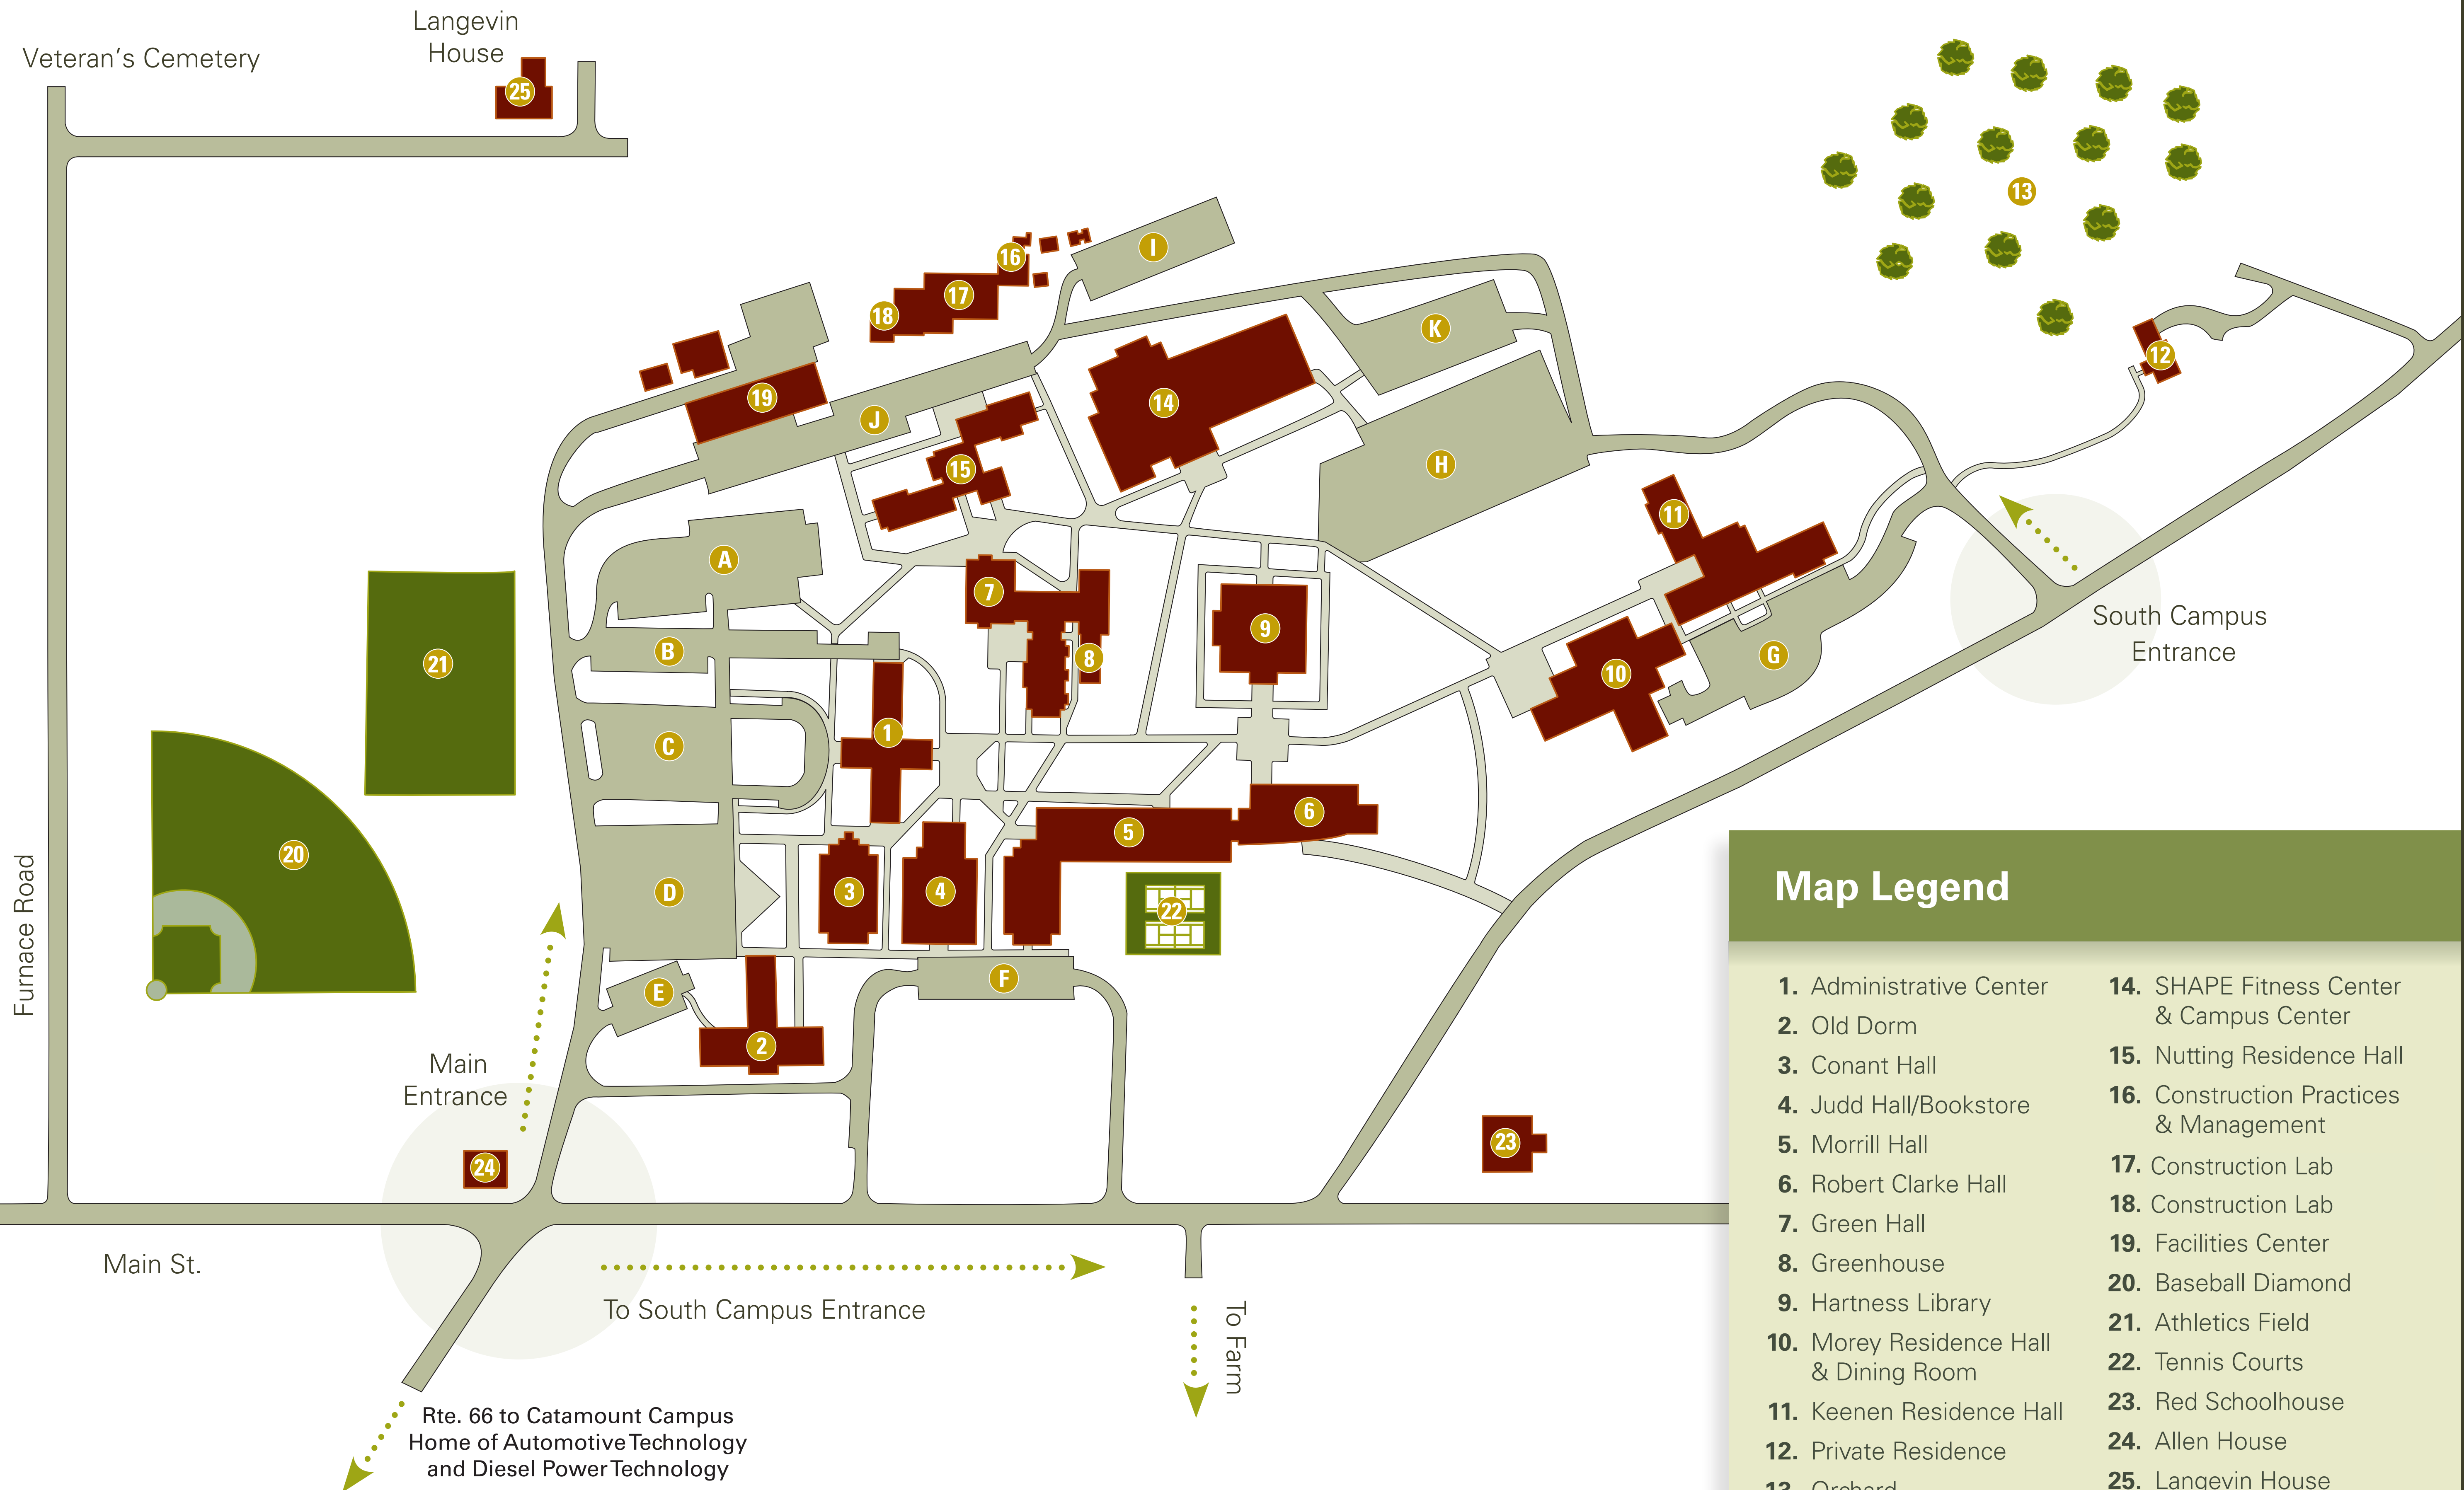 Langevin
House
Veteran's Cemetery
25
13
I
16
17
18
K
12
19
J
14
15
H
11
A
7
9
8
B
21
10
G
South Campus
Entrance
1
C
20
6
5
Furnace Road
D
3
4
22
F
E
2
Main
Entrance
24
23
Main St.
To South Campus Entrance
To Farm
Rte. 66 to Catamount Campus
Home of Automotive Technology
and Diesel Power Technology
Map Legend
1. Administrative Center
2. Old Dorm
3. Conant Hall
4. Judd Hall/Bookstore
5. Morrill Hall
6. Robert Clarke Hall
7. Green Hall
8. Greenhouse
9. Hartness Library
10. Morey Residence Hall
& Dining Room
11. Keenen Residence Hall
12. Private Residence
13. Orchard
14. SHAPE Fitness Center
& Campus Center
15. Nutting Residence Hall
16. Construction Practices
& Management
17. Construction Lab
18. Construction Lab
19. Facilities Center
20. Baseball Diamond
21. Athletics Field
22. Tennis Courts
23. Red Schoolhouse
24. Allen House
25. Langevin House